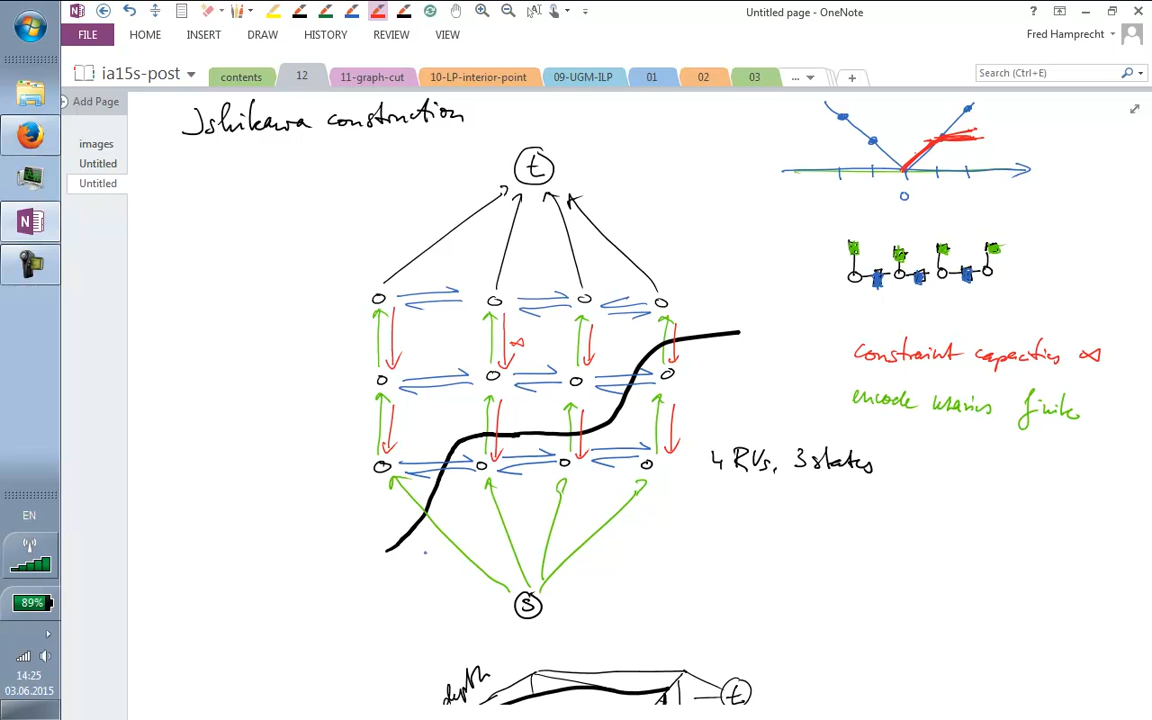 Untitled page - OneNote
FILE HOME INSERT DRAW HISTORY REVIEW VIEW
Fred Hamprecht
ia15s-post
contents 12 11-graph-cut 10-LP-interior-point 09-UGM-ILP 01 02 03 ...
Search (Ctrl+E)
Add Page
images
Untitled
Untitled
Ishikawa construction
t
0
∞
constraint capacities ∞
encode unaries finite
4 RVs, 3 states
s
depth
t
EN
89%
14:25
03.06.2015